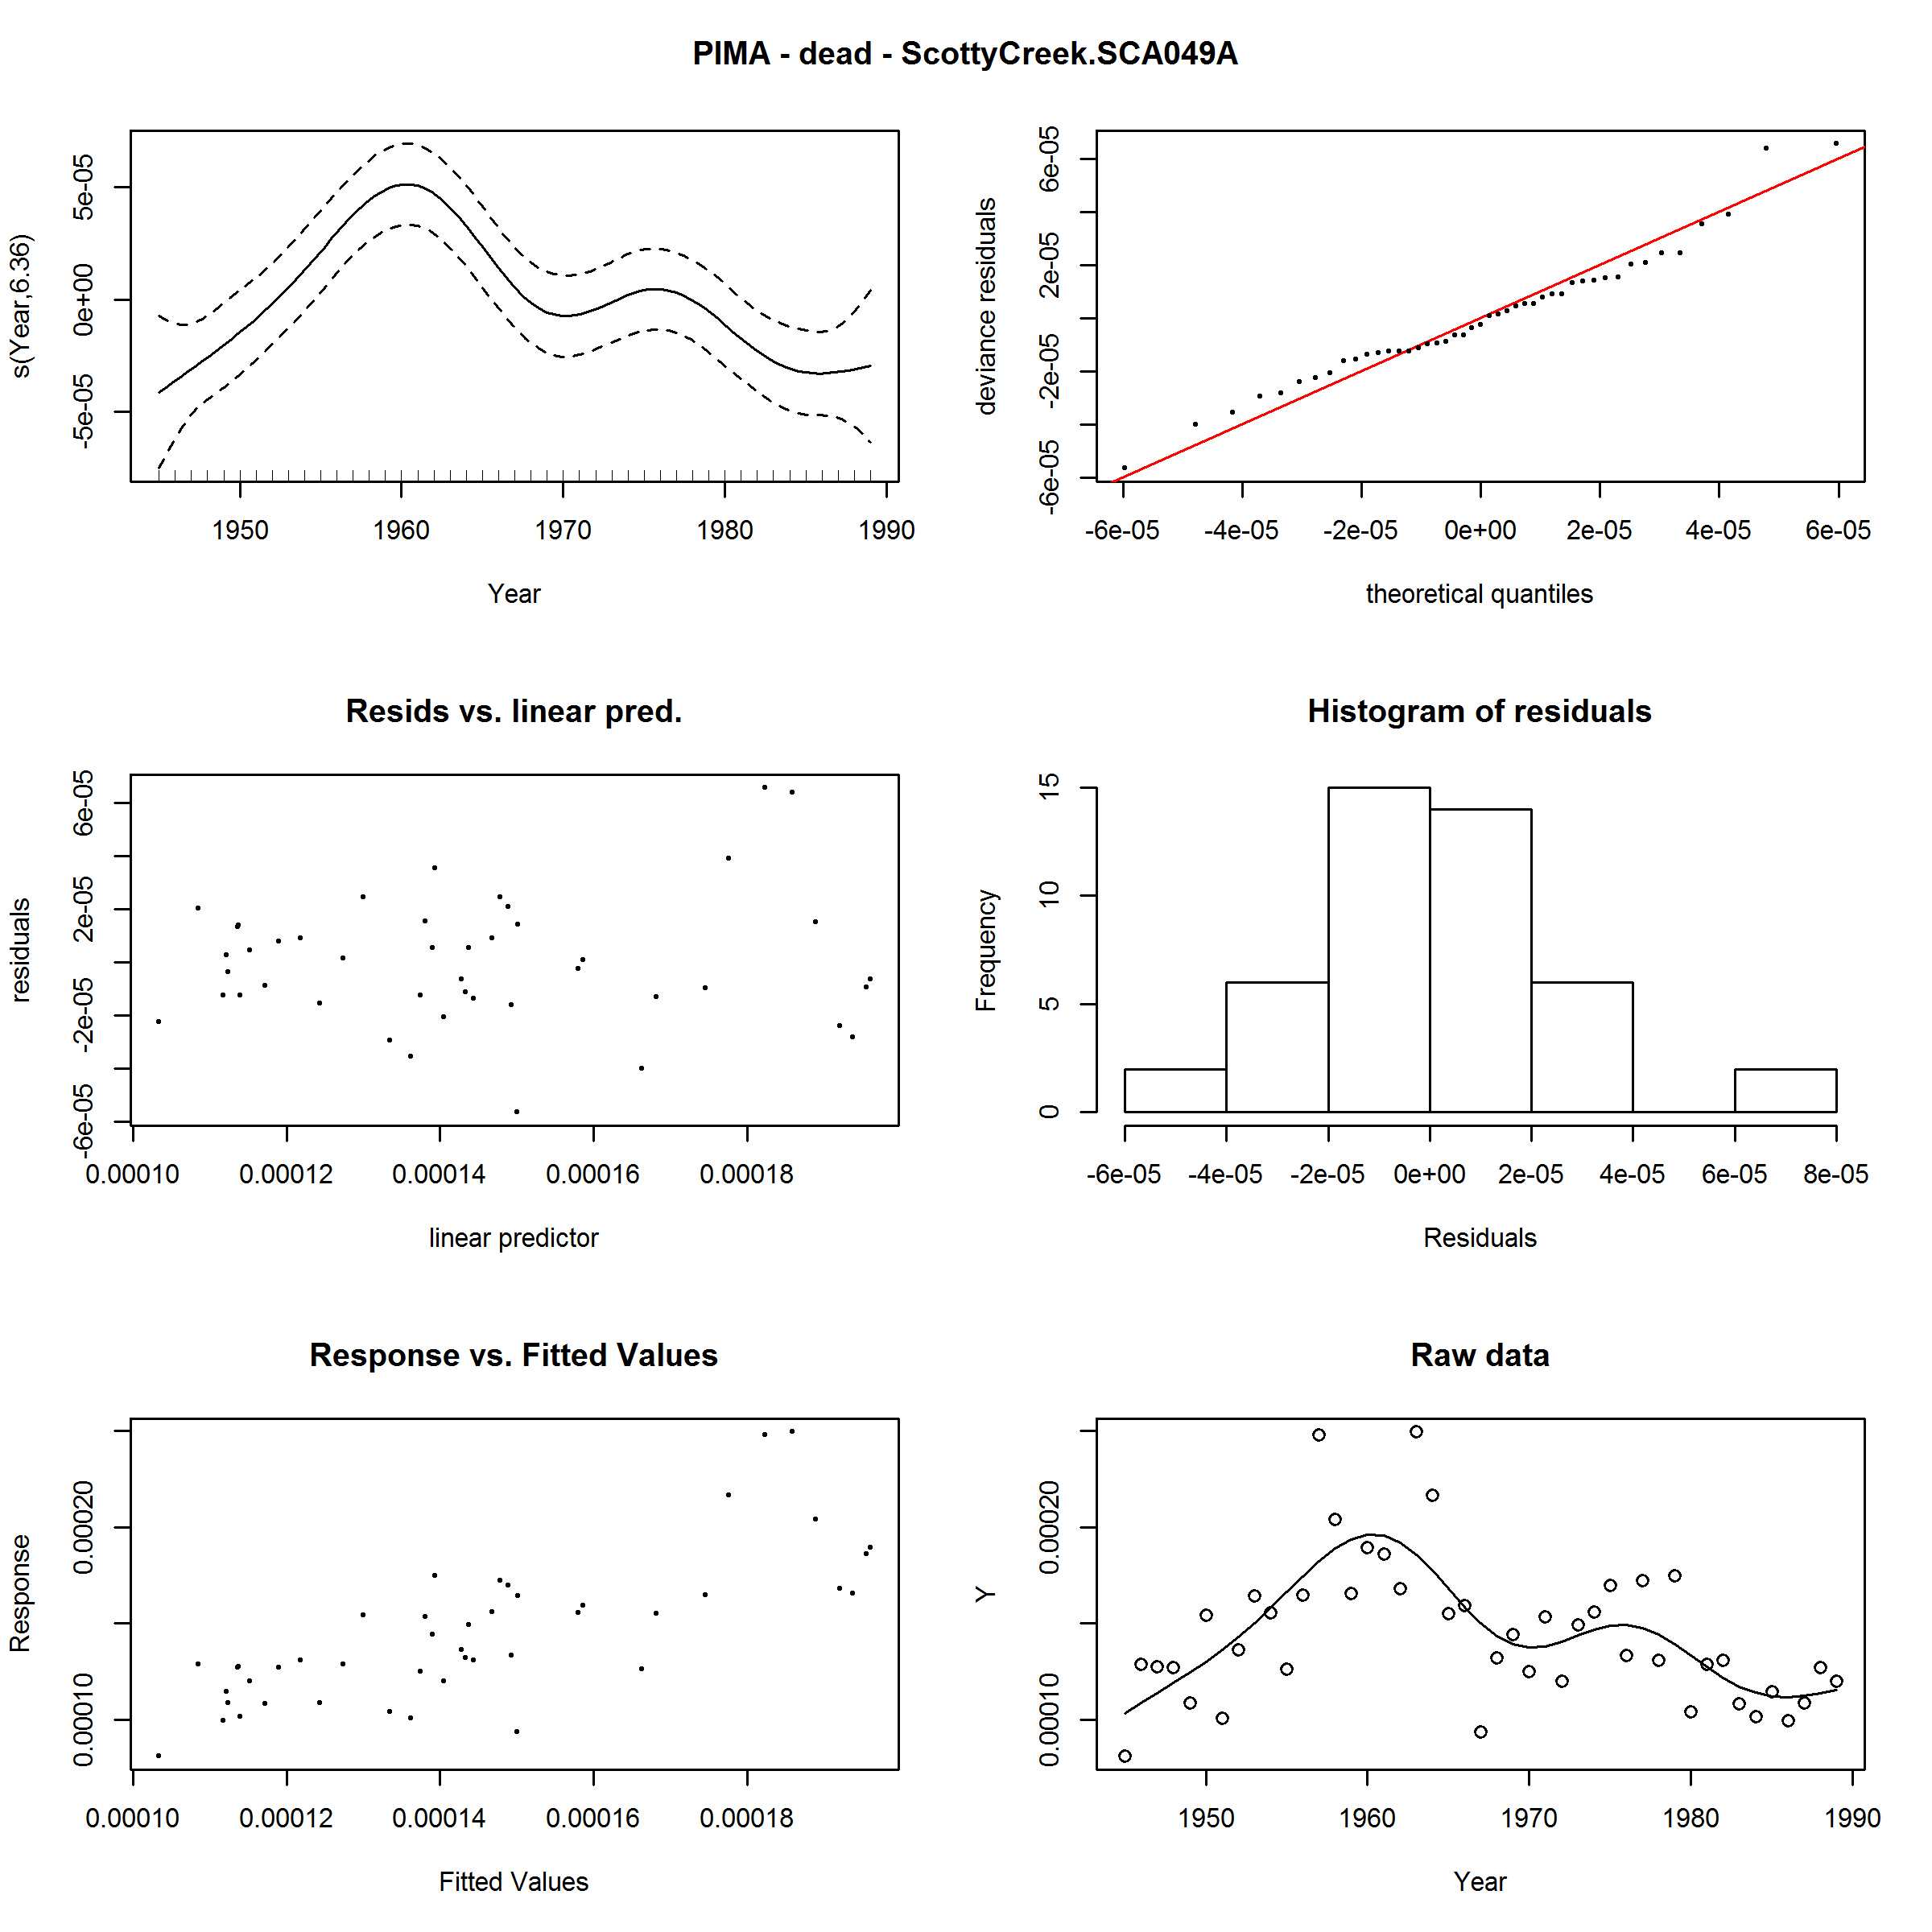 PIMA - dead - ScottyCreek.SCA049A
s(Year,6.36)
5e-05
0e+00
-5e-05
1950 1960 1970 1980 1990
Year
deviance residuals
6e-05
2e-05
-2e-05
-6e-05
-6e-05 -4e-05 -2e-05 0e+00 2e-05 4e-05 6e-05
theoretical quantiles
Resids vs. linear pred.
residuals
6e-05
2e-05
-2e-05
-6e-05
0.00010 0.00012 0.00014 0.00016 0.00018
linear predictor
Histogram of residuals
Frequency
15
10
5
0
-6e-05 -4e-05 -2e-05 0e+00 2e-05 4e-05 6e-05 8e-05
Residuals
Response vs. Fitted Values
Response
0.00020
0.00010
0.00010 0.00012 0.00014 0.00016 0.00018
Fitted Values
Raw data
Y
0.00020
0.00010
1950 1960 1970 1980 1990
Year